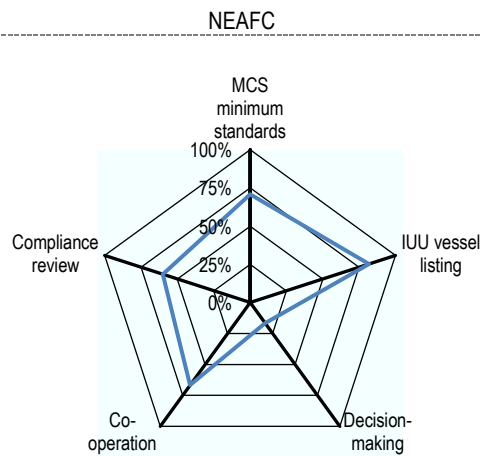 NEAFC
MCS
minimum
standards
100%
75%
50%
25%
0%
IUU vessel
listing
Decision-
making
Co-
operation
Compliance
review